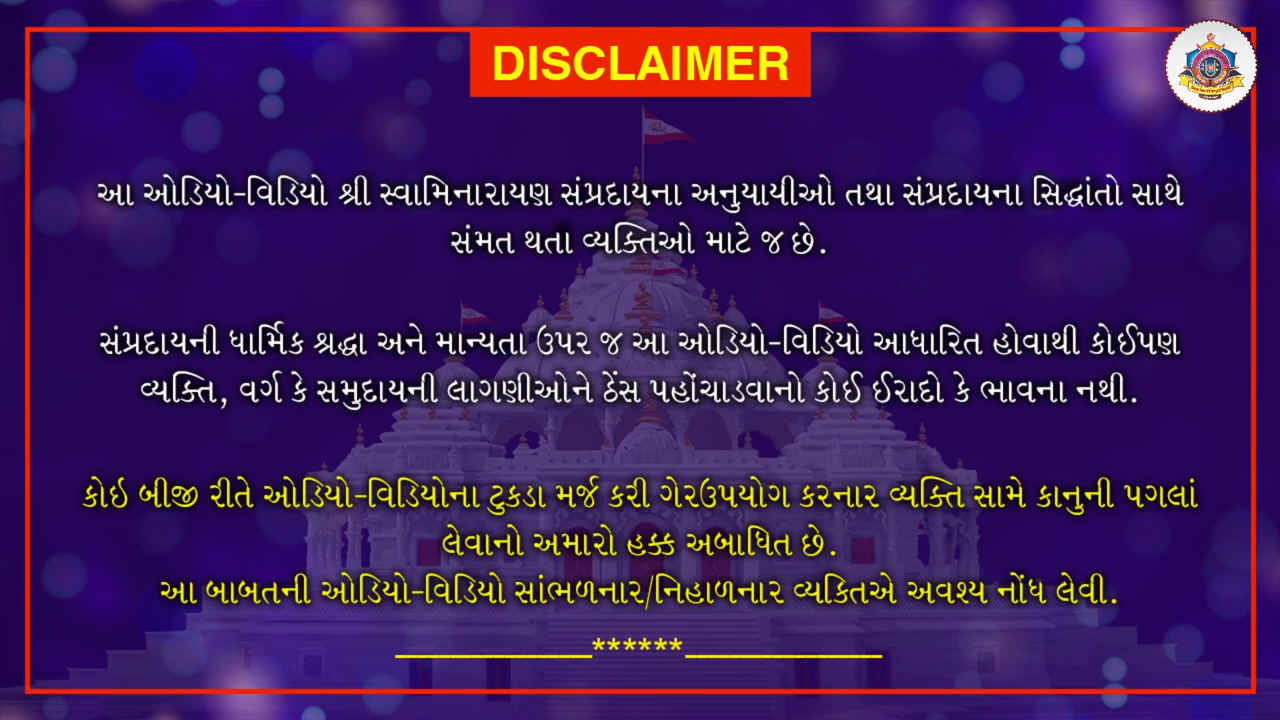 DISCLAIMER
આ ઓડિયો-વિડિયો શ્રી સ્વામિનારાયણ સંપ્રદાયના અનુયાયીઓ તથા સંપ્રદાયના સિદ્ધાંતો સાથે
સંમત થતા વ્યક્તિઓ માટે જ છે.
સંપ્રદાયની ધાર્મિક શ્રદ્ધા અને માન્યતા ઉપર જ આ ઓડિયો-વિડિયો આધારિત હોવાથી કોઈપણ
વ્યક્તિ, વર્ગ કે સમુદાયની લાગણીઓને ઠેંસ પહોંચાડવાનો કોઈ ઈરાદો કે ભાવના નથી.
કોઇ બીજી રીતે ઓડિયો-વિડિયોના ટુકડા મર્જ કરી ગેરઉપયોગ કરનાર વ્યક્તિ સામે કાનુની પગલાં
લેવાનો અમારો હક્ક અબાધિત છે.
આ બાબતની ઓડિયો-વિડિયો સાંભળનાર/નિહાળનાર વ્યકિતએ અવશ્ય નોંધ લેવી.
__________________******__________________